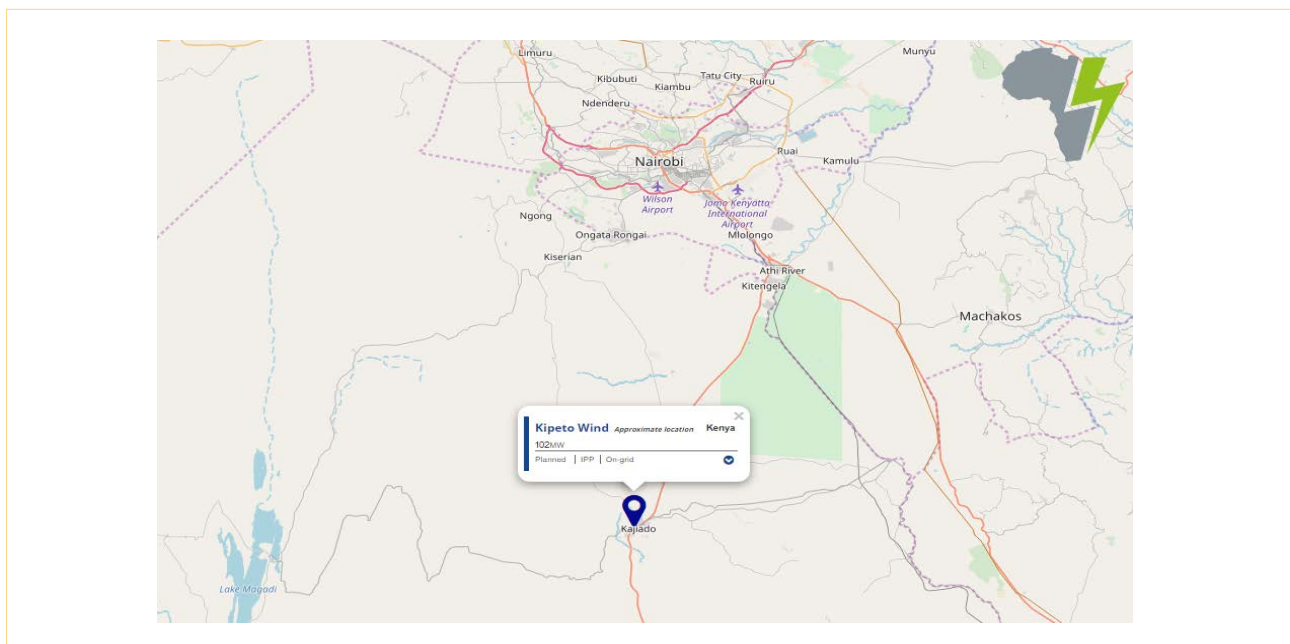 Limuru
Munyu
Kibubuti
Tatu City
Ruiru
Kiambu
Ndenderu
Ruai
Nairobi
Kamulu
Wilson
Airport
Jomo Kenyatta
International
Airport
Ngong
Ongata Rongai
Mlolongo
Kiserian
Athi River
Kitengela
Machakos
Kipeto Wind Approximate location Kenya
102MW
Planned | IPP | On-grid
Kajiado
Lake Magadi